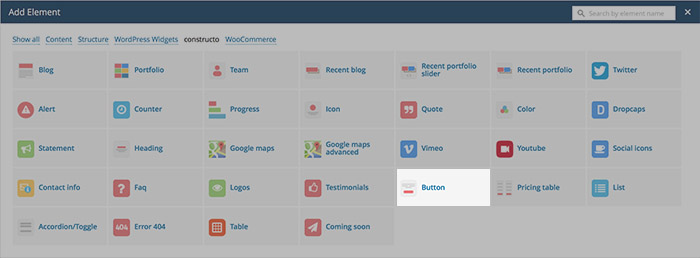 Add Element
Search by element name
Show all Content Structure WordPress Widgets constructo WooCommerce
Blog Portfolio Team Recent blog Recent portfolio slider Recent portfolio Twitter
Alert Counter Progress Icon Quote Color Dropcaps
Statement Heading Google maps Google maps advanced Vimeo Youtube Social icons
Contact info Faq Logos Testimonials Button Pricing table List
Accordion/Toggle Error 404 Table Coming soon